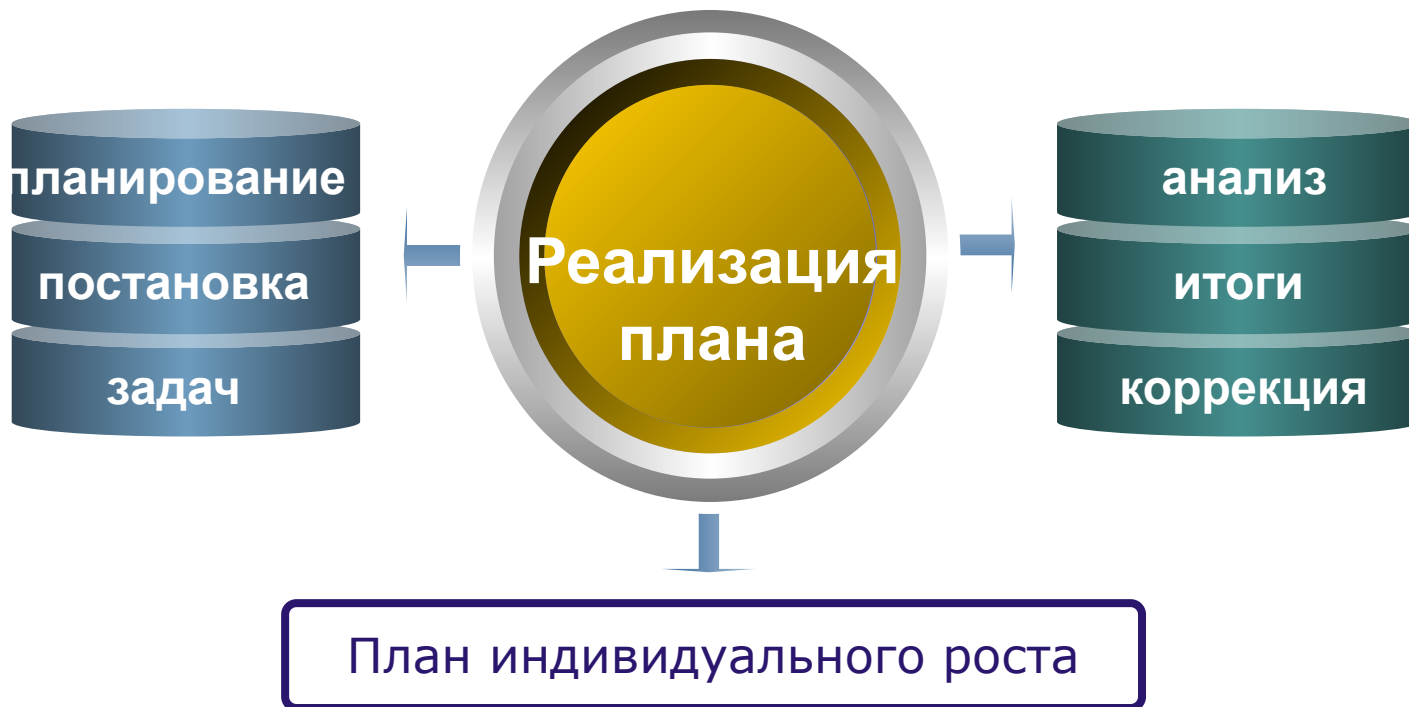 планирование
постановка
задач
Реализация
плана
анализ
итоги
коррекция
План индивидуального роста